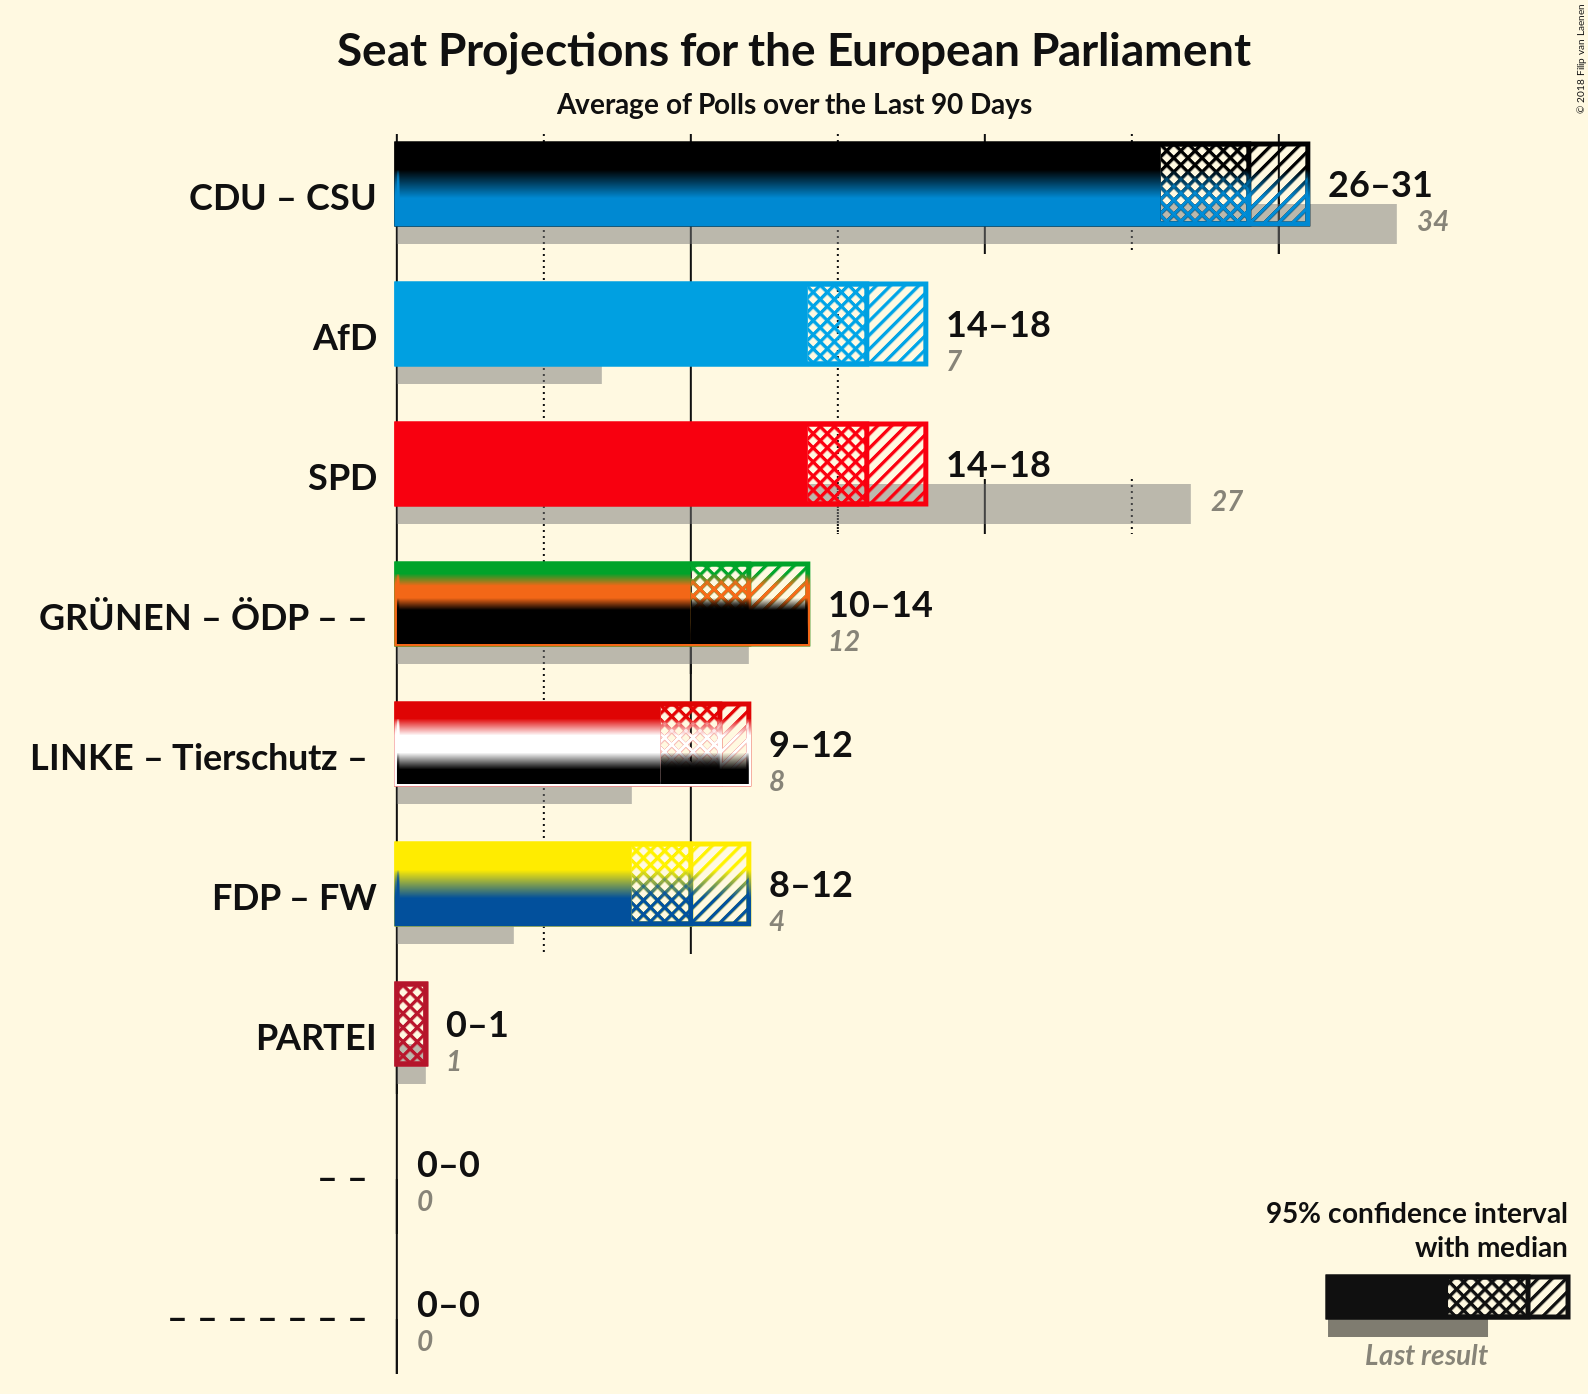 Seat Projections for the European Parliament
Average of Polls over the Last 90 Days
© 2018 Filip van Laenen
CDU – CSU
26–31
34
AfD
14–18
7
SPD
14–18
27
GRÜNEN – ÖDP – –
10–14
12
LINKE – Tierschutz –
9–12
8
FDP – FW
8–12
4
PARTEI
0–1
1
– –
0–0
0
– – – – – – –
0–0
0
95% confidence interval
with median
Last result